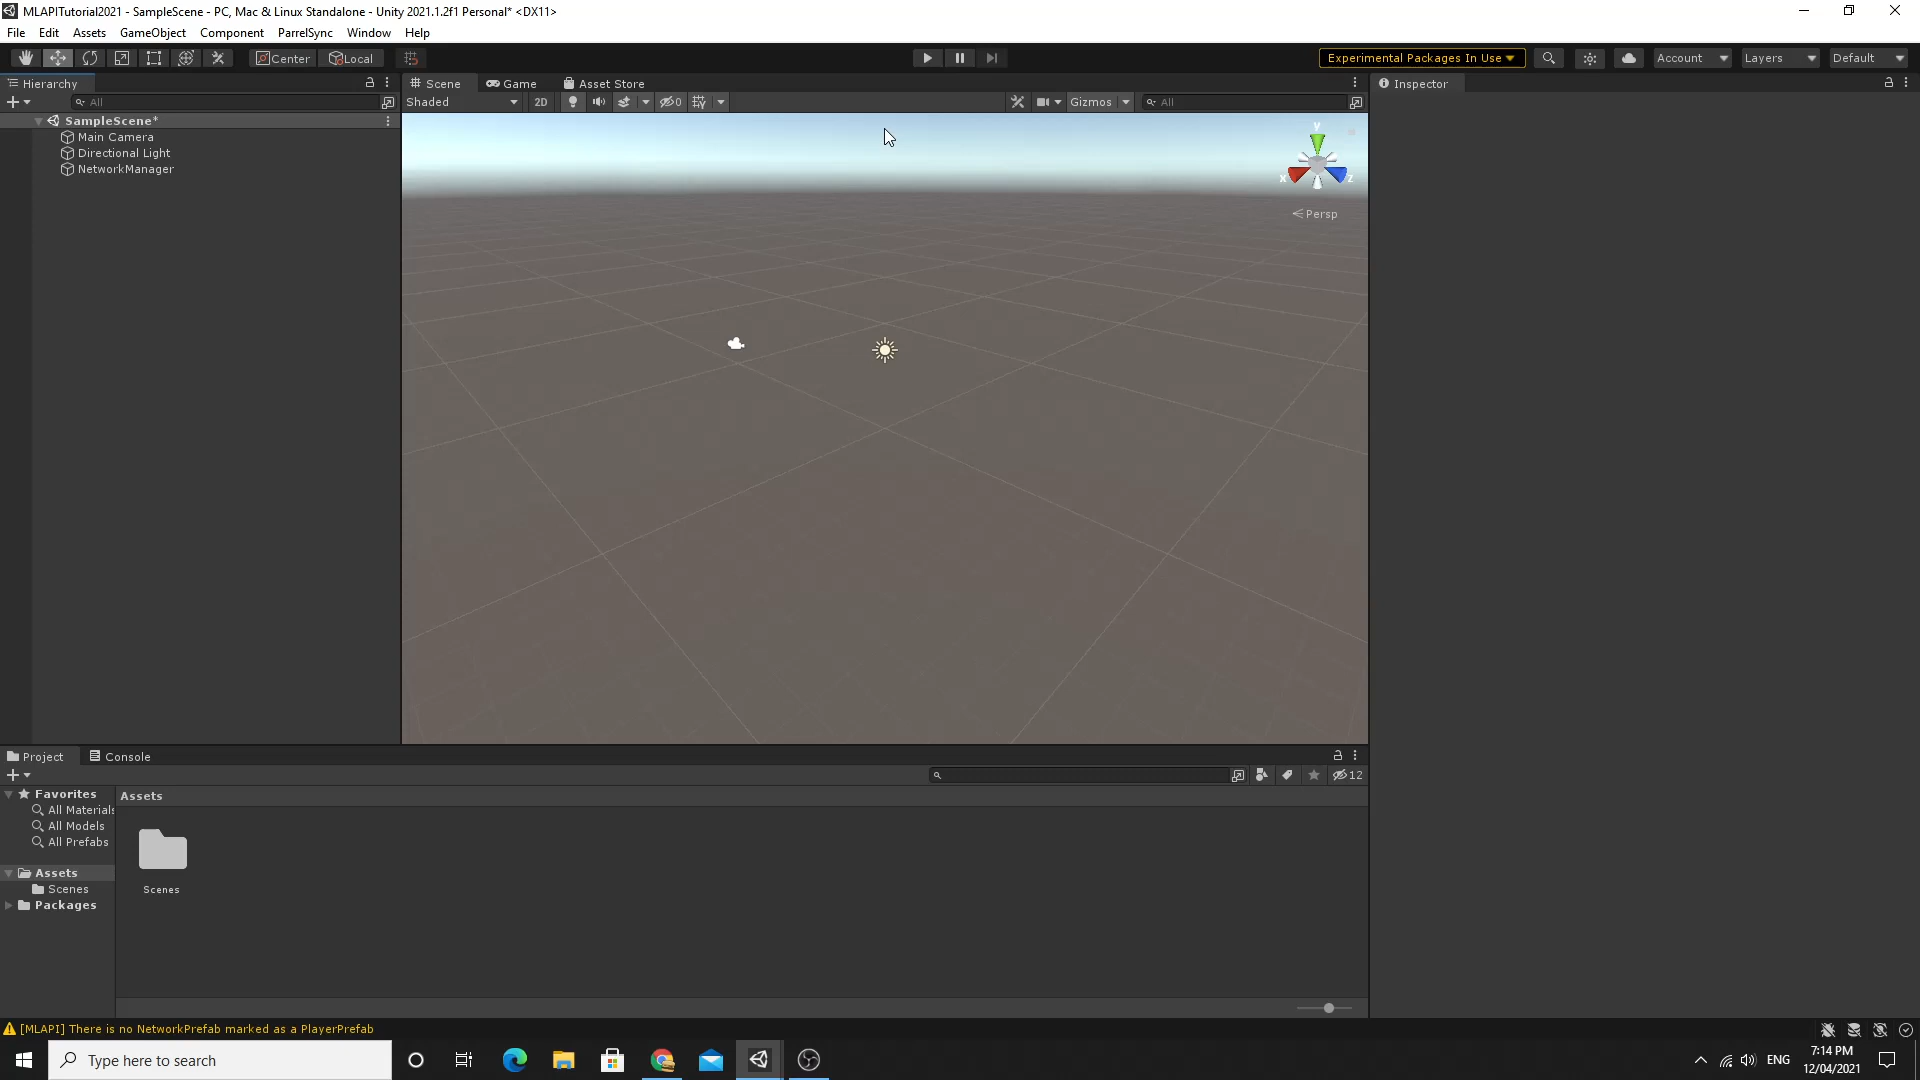 MLAPITutorial2021 - SampleScene - PC, Mac & Linux Standalone - Unity 2021.1.2f1 Personal* <DX11>
File Edit Assets GameObject Component ParrelSync Window Help
Center Local Experimental Packages In Use Account Layers Default
Hierarchy
All
SampleScene*
Main Camera
Directional Light
NetworkManager
Scene Game Asset Store
Shaded 2D 0 Gizmos All
y
x z
Persp
Inspector
Project Console
12
Favorites
All Materials
All Models
All Prefabs
Assets
Scenes
Packages
Assets
Scenes
[MLAPI] There is no NetworkPrefab marked as a PlayerPrefab
Type here to search
ENG
7:14 PM
12/04/2021